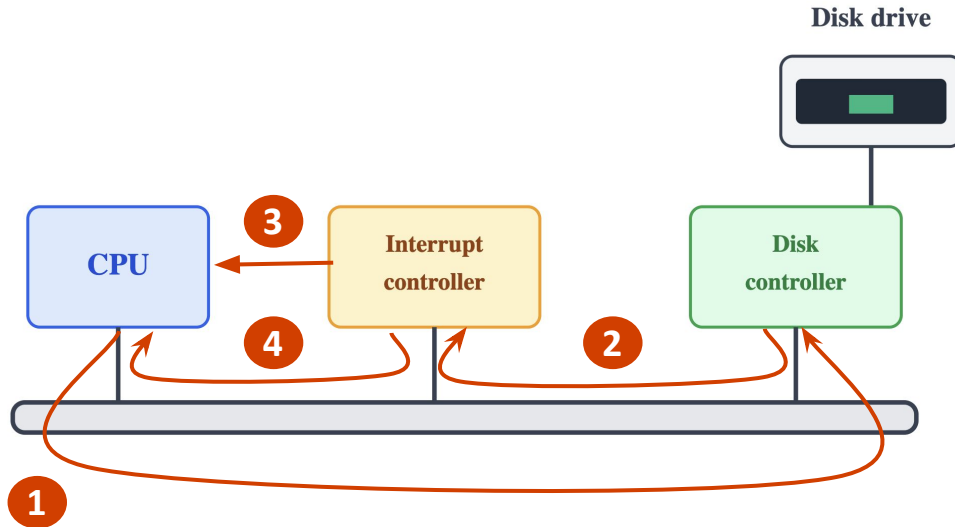 Disk drive
3
CPU
Interrupt
controller
Disk
controller
4
2
1